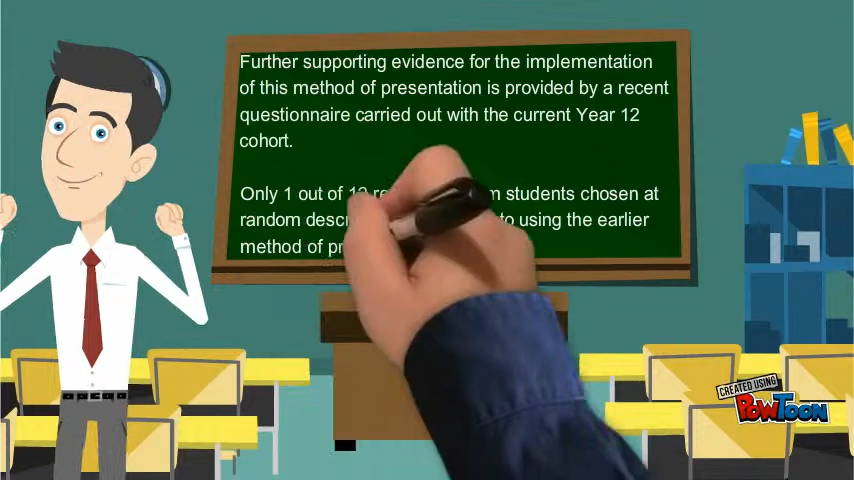 Further supporting evidence for the implementation
of this method of presentation is provided by a recent
questionnaire carried out with the current Year 12
cohort.
Only 1 out of students chosen at
random using the earlier
method of
CREATED USING
POWTOON